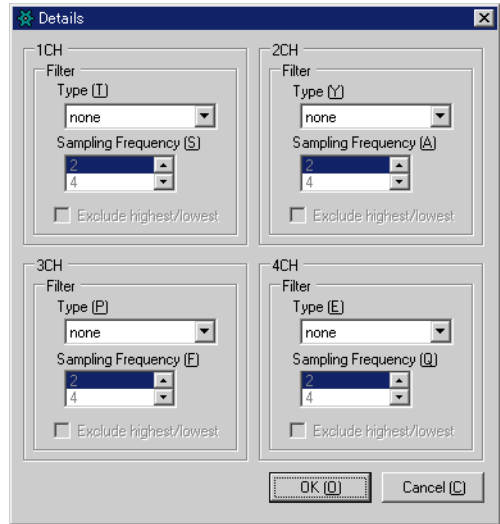 Details
1CH
Filter
Type (T)
none
Sampling Frequency (S)
2
4
Exclude highest/lowest
2CH
Filter
Type (Y)
none
Sampling Frequency (A)
2
4
Exclude highest/lowest
3CH
Filter
Type (P)
none
Sampling Frequency (F)
2
4
Exclude highest/lowest
4CH
Filter
Type (E)
none
Sampling Frequency (Q)
2
4
Exclude highest/lowest
OK (O)
Cancel (C)